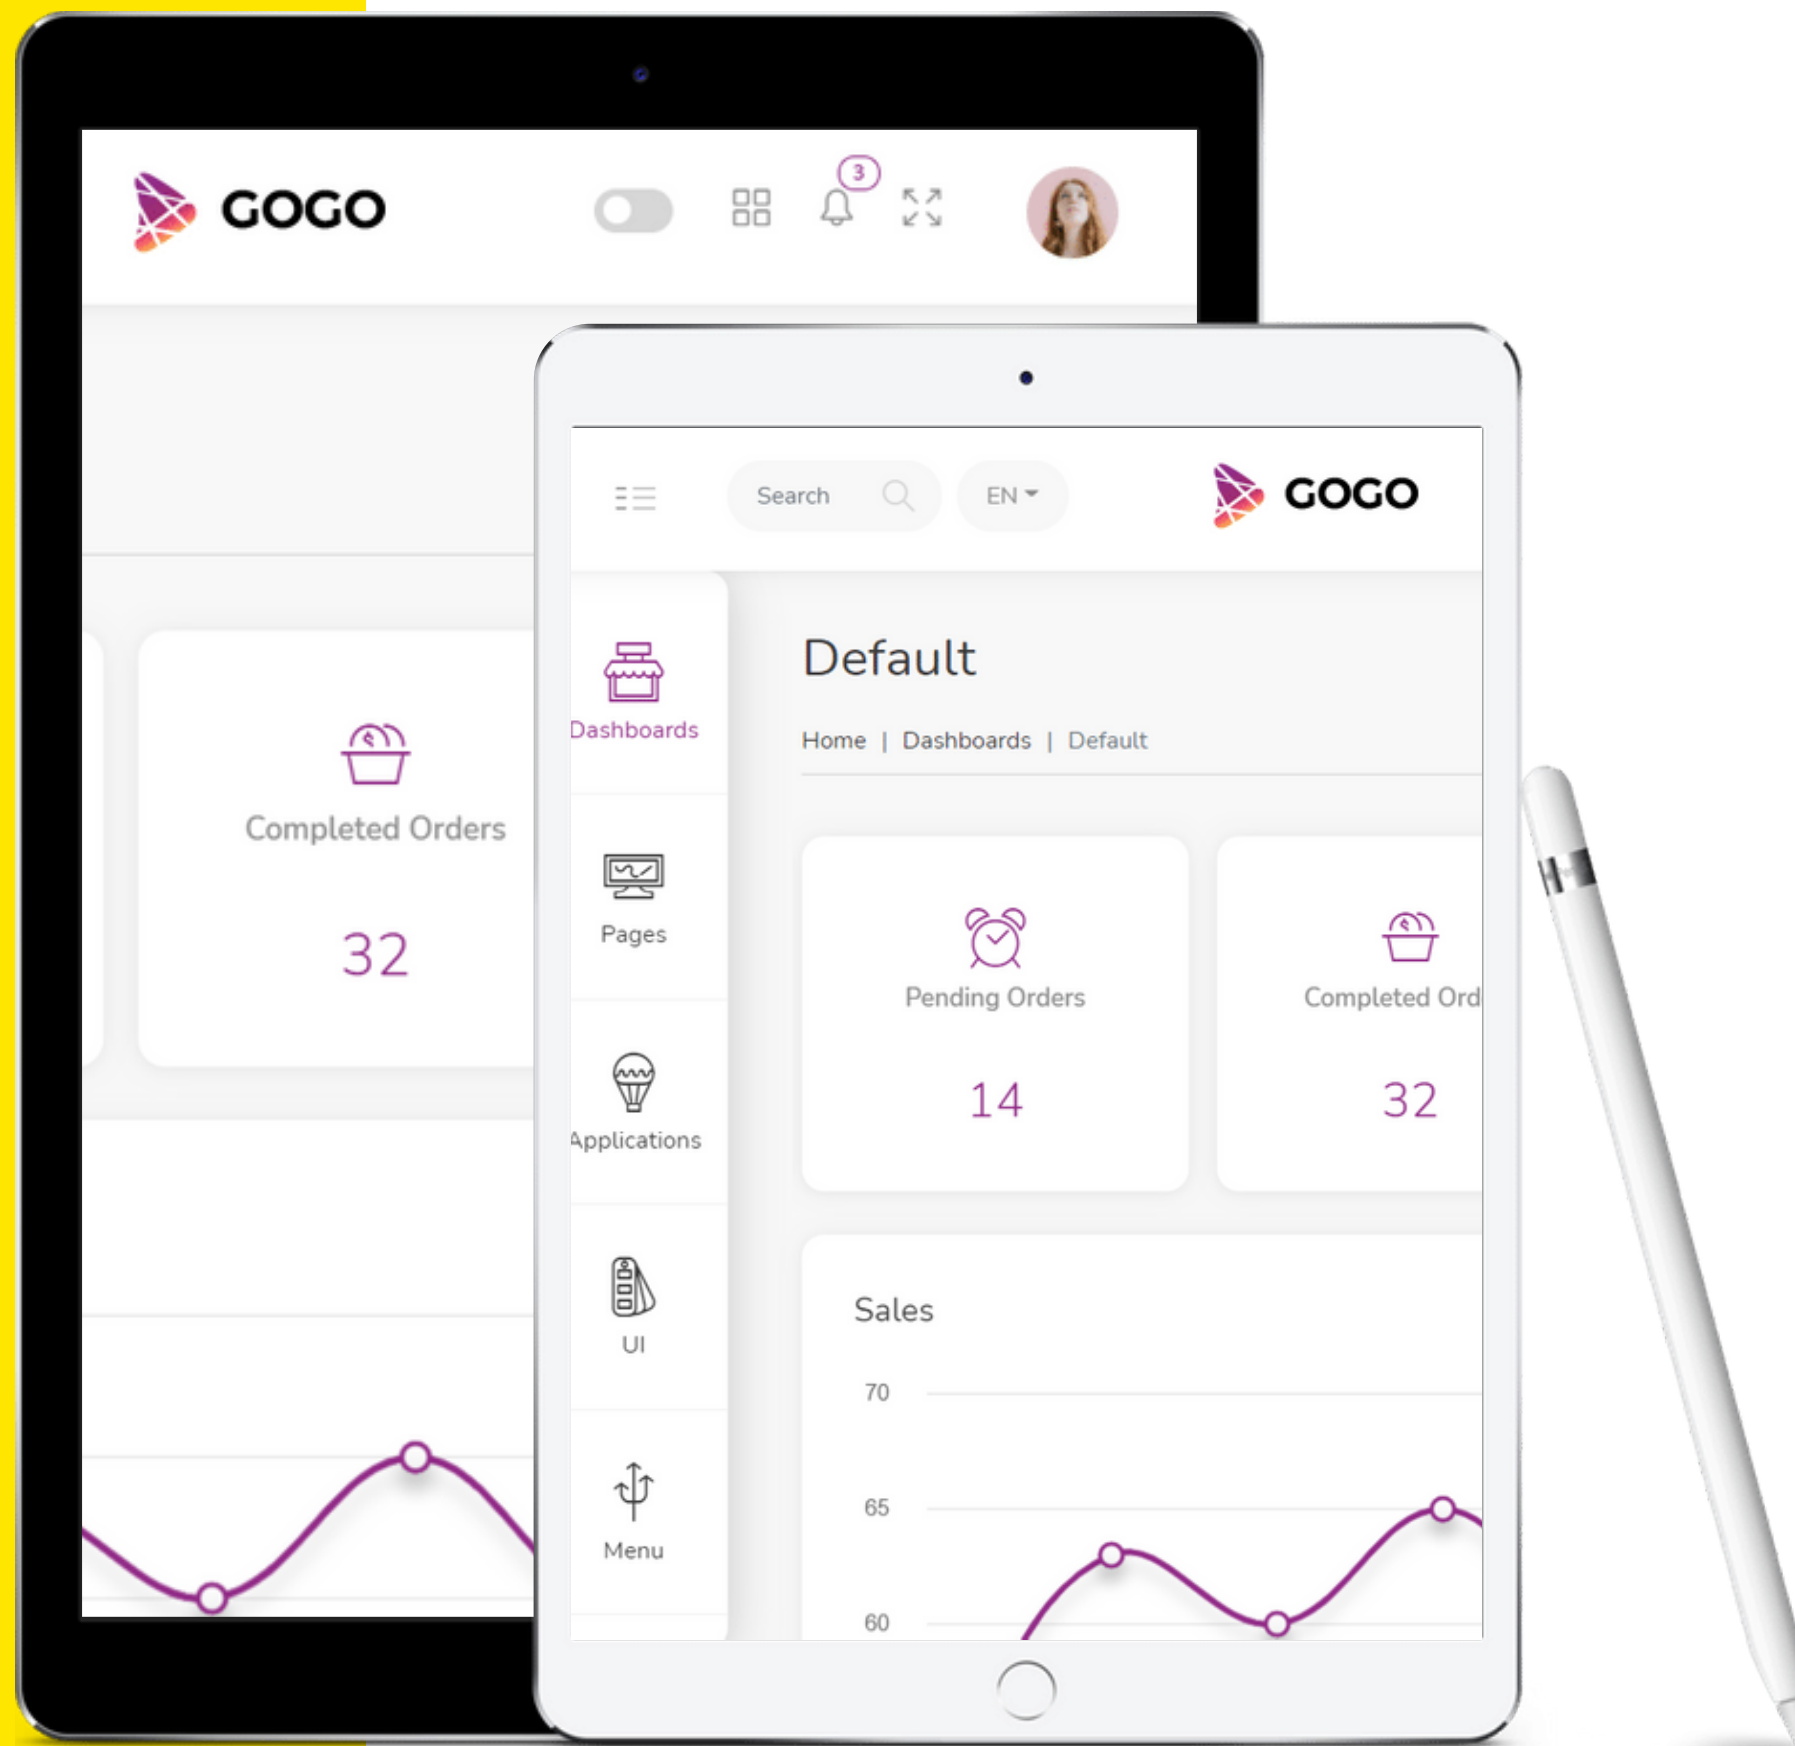 GOGO
3
Completed Orders
32
Search
EN
GOGO
Dashboards
Pages
Applications
UI
Menu
Default
Home | Dashboards | Default
Pending Orders
14
Completed Ord
32
Sales
70
65
60